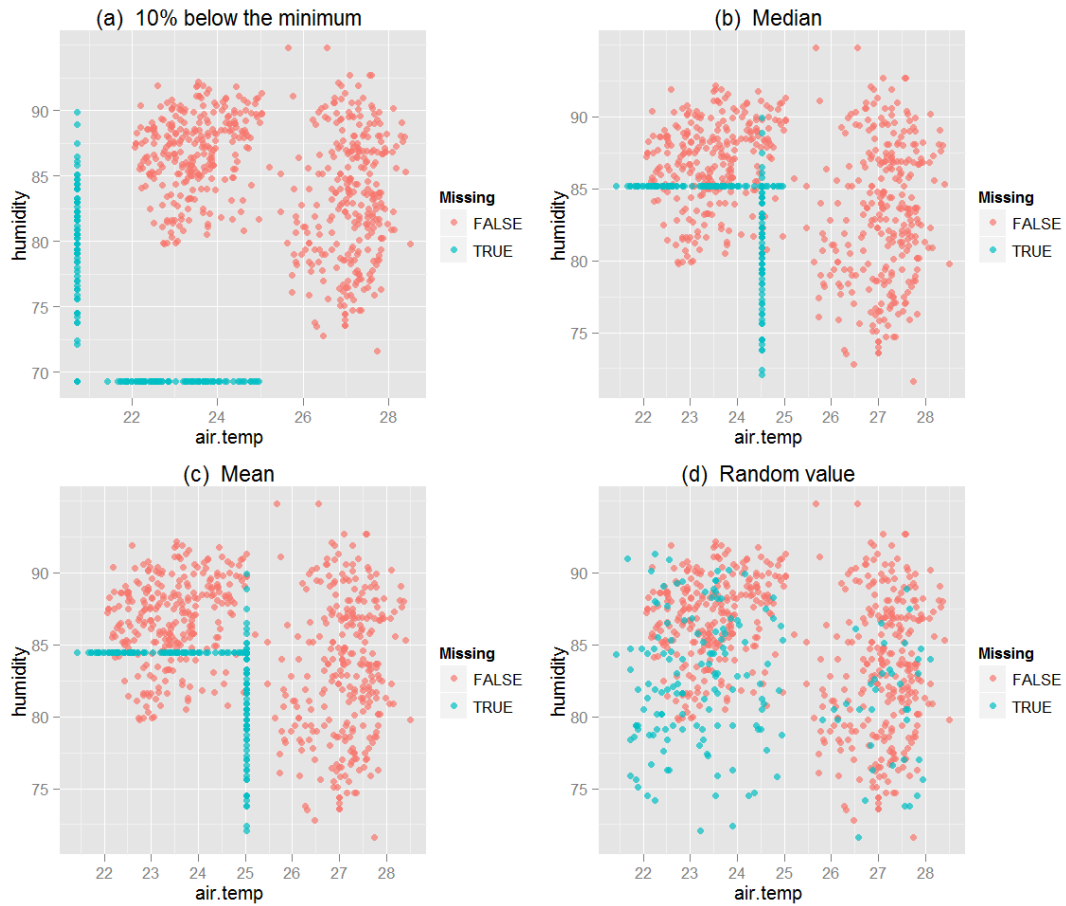 (a) 10% below the minimum
90
85
80
75
70
humidity
22
24
26
28
air.temp
Missing
FALSE
TRUE
(b) Median
90
85
80
75
humidity
22
23
24
25
26
27
28
air.temp
Missing
FALSE
TRUE
(c) Mean
90
85
80
75
humidity
22
23
24
25
26
27
28
air.temp
Missing
FALSE
TRUE
(d) Random value
90
85
80
75
humidity
22
23
24
25
26
27
28
air.temp
Missing
FALSE
TRUE